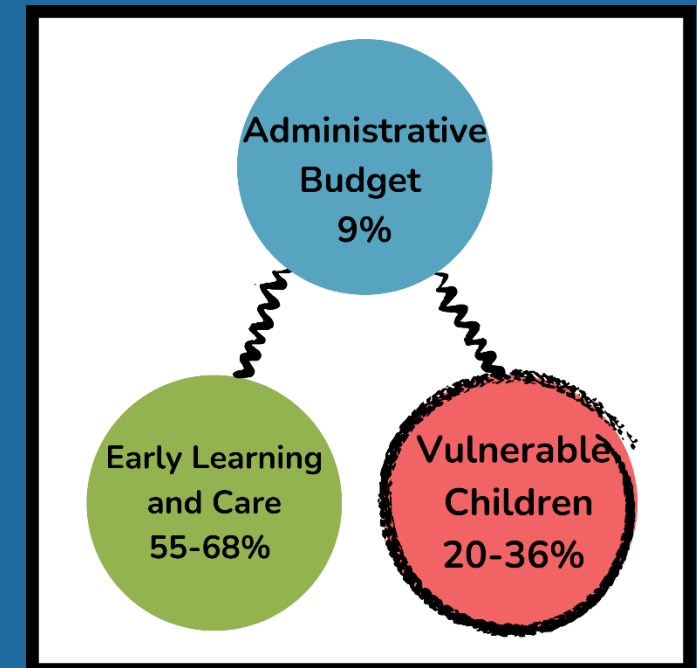 Administrative
Budget
9%
Early Learning
and Care
55-68%
Vulnerable
Children
20-36%